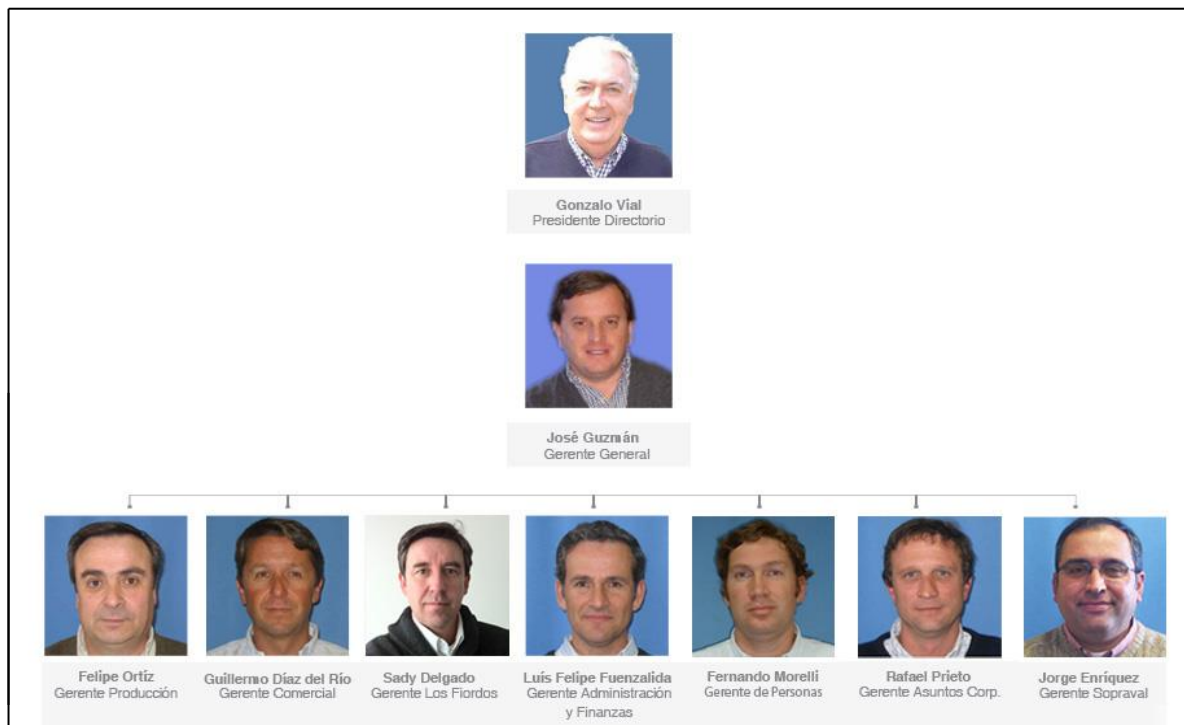 Gonzalo Vial
Presidente Directorio
José Guzmán
Gerente General
Felipe Ortíz
Gerente Producción
Guillermo Díaz del Río
Gerente Comercial
Sady Delgado
Gerente Los Fiordos
Luís Felipe Fuenzalida
Gerente Administración
y Finanzas
Fernando Morelli
Gerente de Personas
Rafael Prieto
Gerente Asuntos Corp.
Jorge Enríquez
Gerente Sopraval